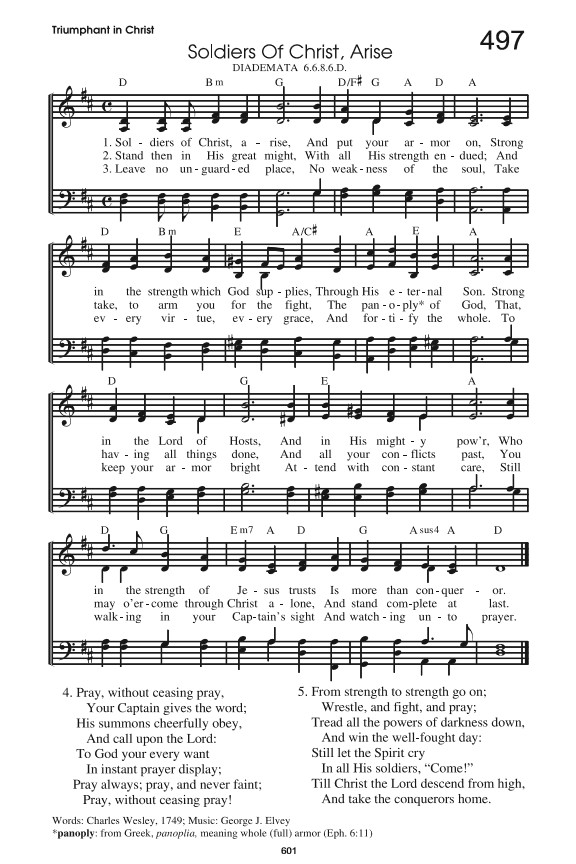 Triumphant in Christ
497
Soldiers Of Christ, Arise
DIADEMATA 6.6.8.6.D.
D Bm G D/F# G A D A
1. Sol - diers of Christ, a - rise, And put your ar - mor on, Strong
2. Stand then in His great might, With all His strength en - dued; And
3. Leave no un - guard - ed place, No weak - ness of the soul, Take
D Bm E A/C# A E A
in the strength which God sup - plies, Through His e - ter - nal Son. Strong
take, to arm you for the fight, The pan - o - ply* of God, That,
ev - ery vir - tue, ev - ery grace, And for - ti - fy the whole. To
D G E A
in the Lord of Hosts, And in His might - y pow'r, Who
hav - ing all things done, And all your con - flicts past, You
keep your ar - mor bright At - tend with con - stant care, Still
D G Em7 A D G Asus4 A D
in the strength of Je - sus trusts Is more than con - quer - or.
may o'er - come through Christ a - lone, And stand com - plete at last.
walk - ing in your Cap - tain's sight And watch - ing un - to prayer.
4. Pray, without ceasing pray,
Your Captain gives the word;
His summons cheerfully obey,
And call upon the Lord:
To God your every want
In instant prayer display;
Pray always; pray, and never faint;
Pray, without ceasing pray!
5. From strength to strength go on;
Wrestle, and fight, and pray;
Tread all the powers of darkness down,
And win the well-fought day:
Still let the Spirit cry
In all His soldiers, “Come!”
Till Christ the Lord descend from high,
And take the conquerors home.
Words: Charles Wesley, 1749; Music: George J. Elvey
*panoply: from Greek, panoplia, meaning whole (full) armor (Eph. 6:11)
601